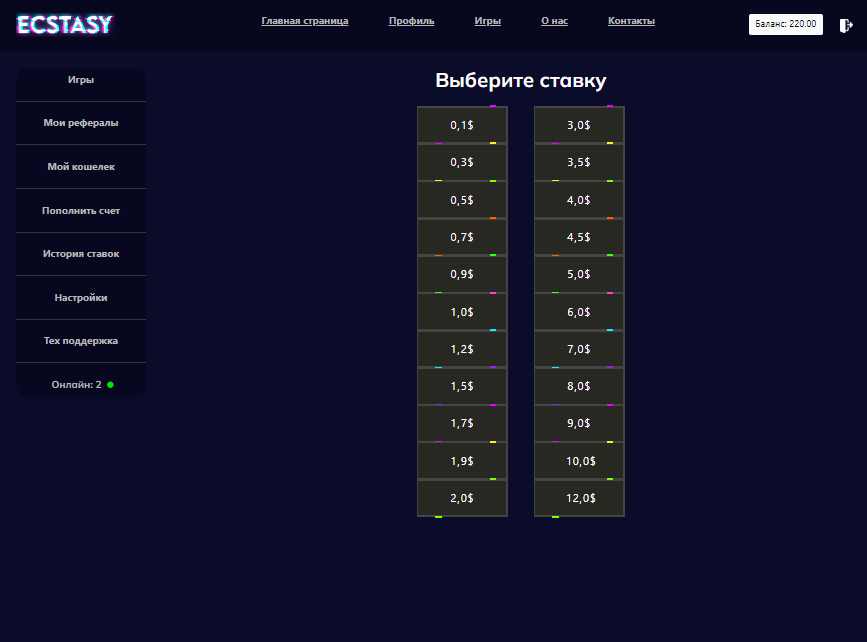 ECSTASY
Главная страница
Профиль
Игры
О нас
Контакты
Баланс: 220.00
Игры
Мои рефералы
Мой кошелек
Пополнить счет
История ставок
Настройки
Тех поддержка
Онлайн: 2
Выберите ставку
0,1$
0,3$
0,5$
0,7$
0,9$
1,0$
1,2$
1,5$
1,7$
1,9$
2,0$
3,0$
3,5$
4,0$
4,5$
5,0$
6,0$
7,0$
8,0$
9,0$
10,0$
12,0$